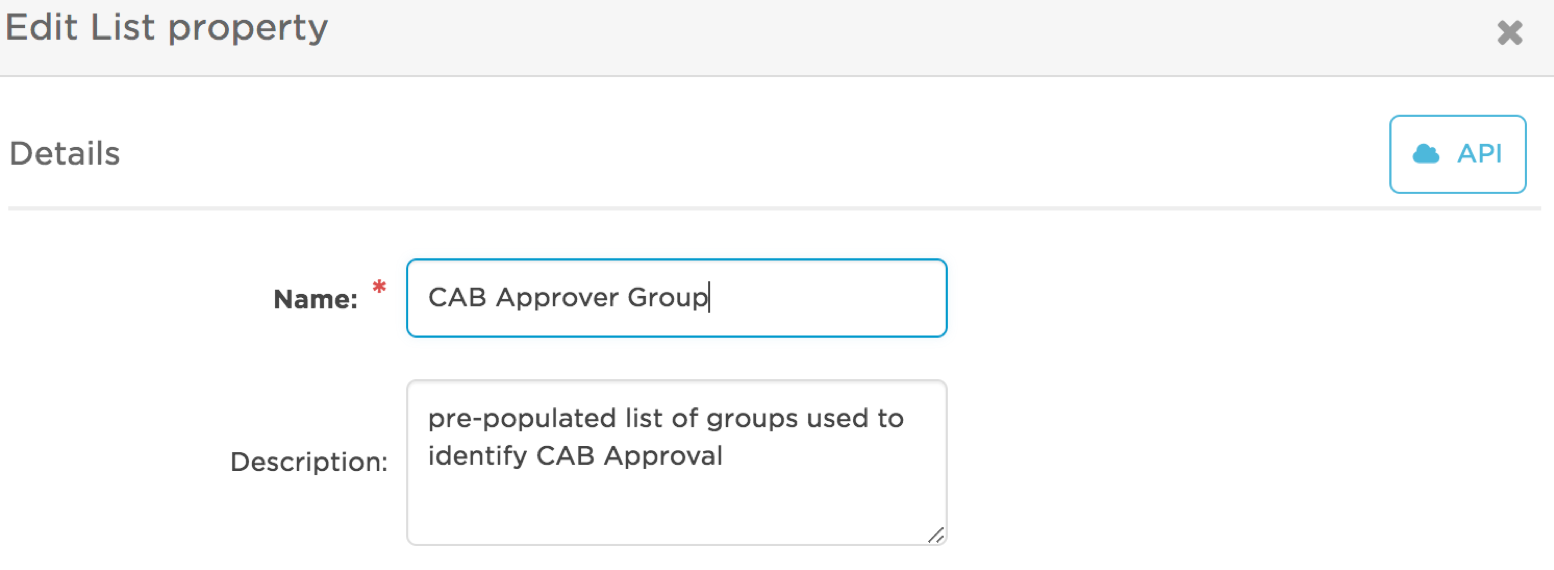 Edit List property
Details
API
Name: *
CAB Approver Group
Description:
pre-populated list of groups used to
identify CAB Approval